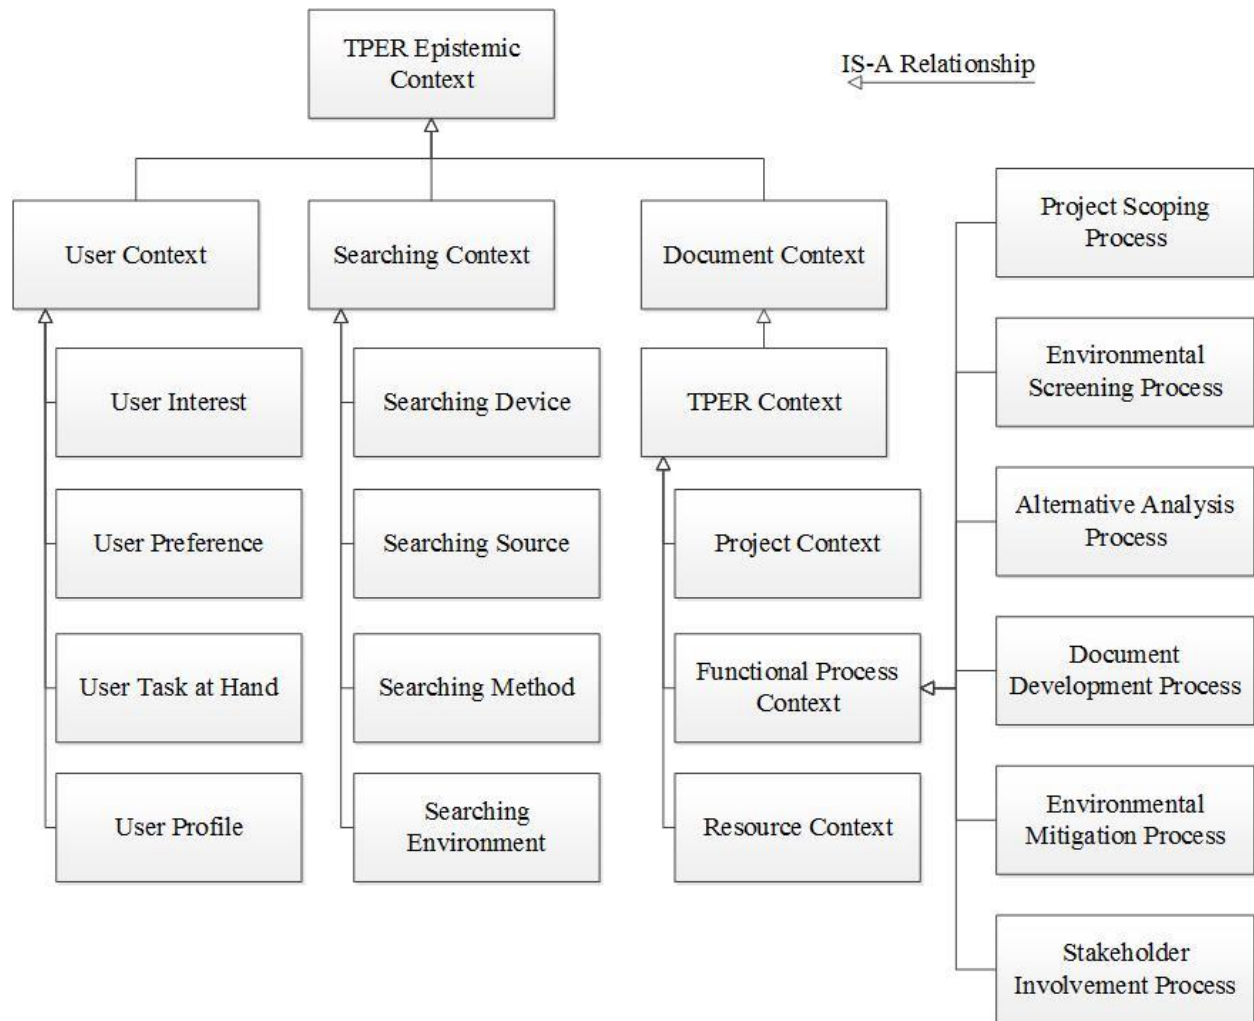 TPER Epistemic
Context
IS-A Relationship
User Context
Searching Context
Document Context
User Interest
User Preference
User Task at Hand
User Profile
Searching Device
Searching Source
Searching Method
Searching
Environment
TPER Context
Project Context
Functional Process
Context
Resource Context
Project Scoping
Process
Environmental
Screening Process
Alternative Analysis
Process
Document
Development Process
Environmental
Mitigation Process
Stakeholder
Involvement Process